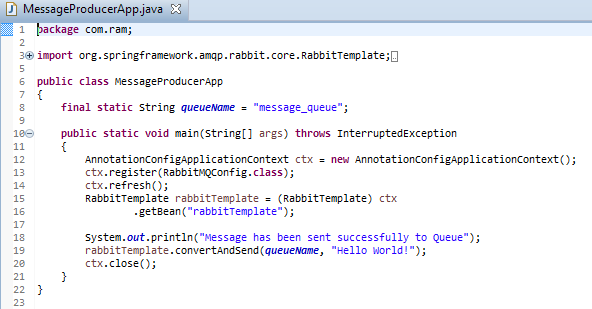 MessageProducerApp.java
1 package com.ram;
2
3 import org.springframework.amqp.rabbit.core.RabbitTemplate;
5
6 public class MessageProducerApp
7 {
8 final static String queueName = "message_queue";
9
10 public static void main(String[] args) throws InterruptedException
11 {
12 AnnotationConfigApplicationContext ctx = new AnnotationConfigApplicationContext();
13 ctx.register(RabbitMQConfig.class);
14 ctx.refresh();
15 RabbitTemplate rabbitTemplate = (RabbitTemplate) ctx
16 .getBean("rabbitTemplate");
17
18 System.out.println("Message has been sent successfully to Queue");
19 rabbitTemplate.convertAndSend(queueName, "Hello World!");
20 ctx.close();
21 }
22 }
23